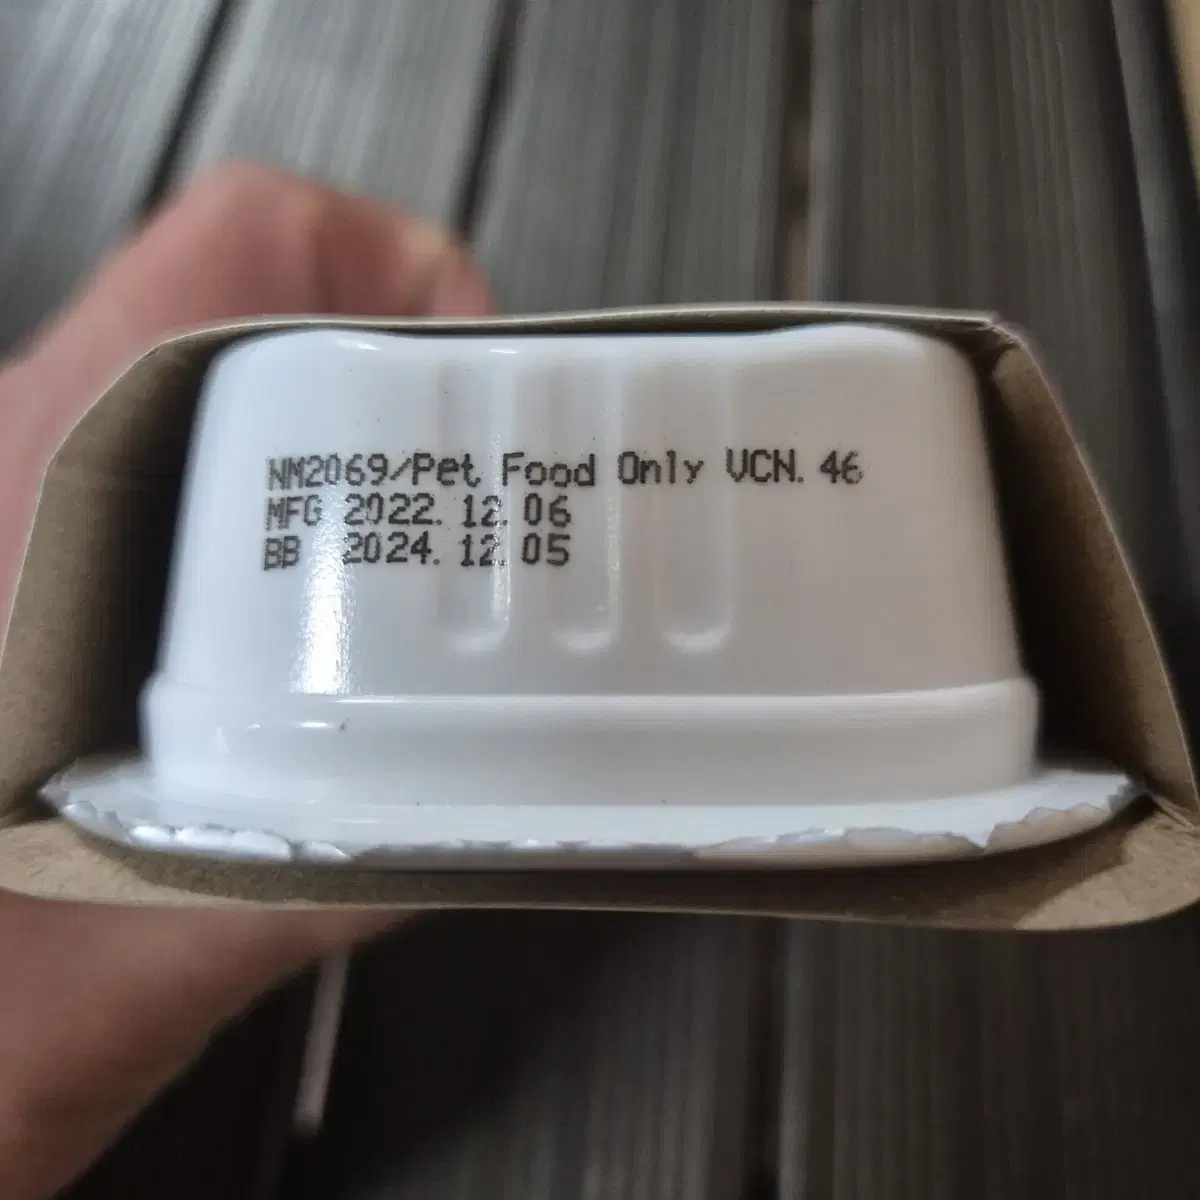 NM2069/Pet Food Only VCN. 46
MFG 2022. 12. 06
BB 2024. 12. 05